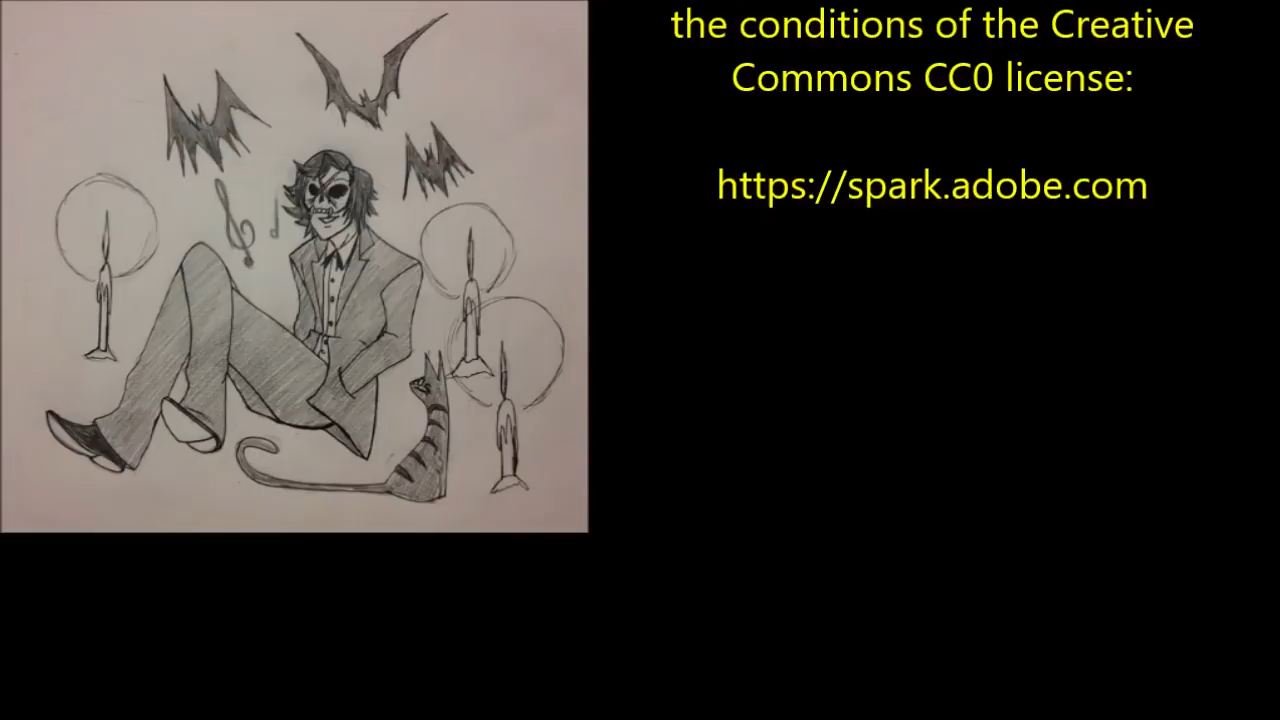 the conditions of the Creative
Commons CC0 license:
https://spark.adobe.com